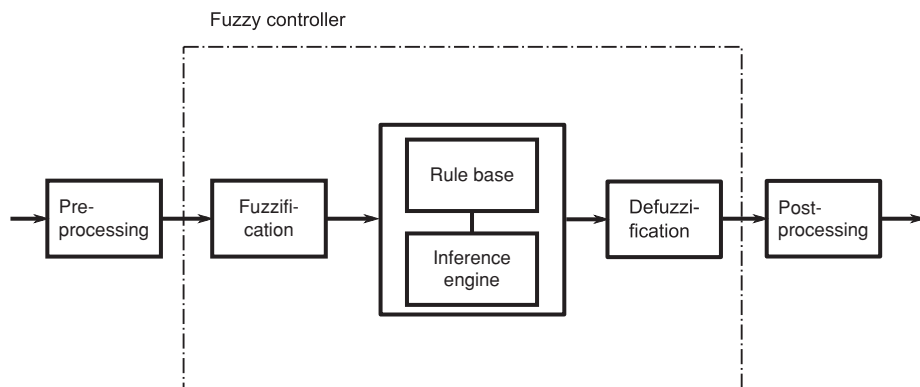 Fuzzy controller
Pre-
processing
Fuzzifi-
cation
Rule base
Inference
engine
Defuzzi-
fication
Post-
processing